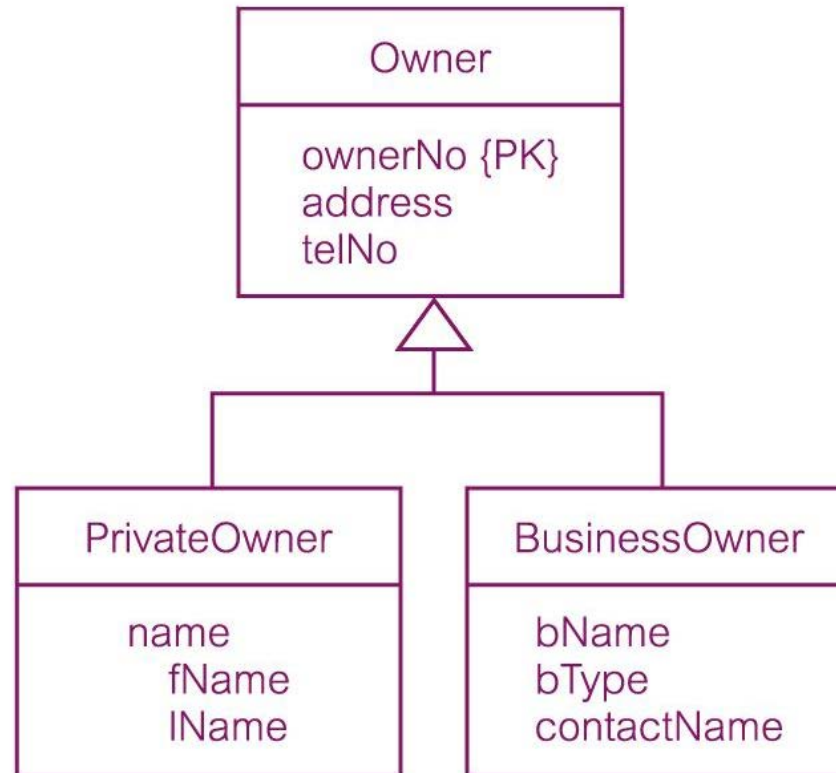 Owner
ownerNo {PK}
address
telNo
PrivateOwner
name
fName
lName
BusinessOwner
bName
bType
contactName